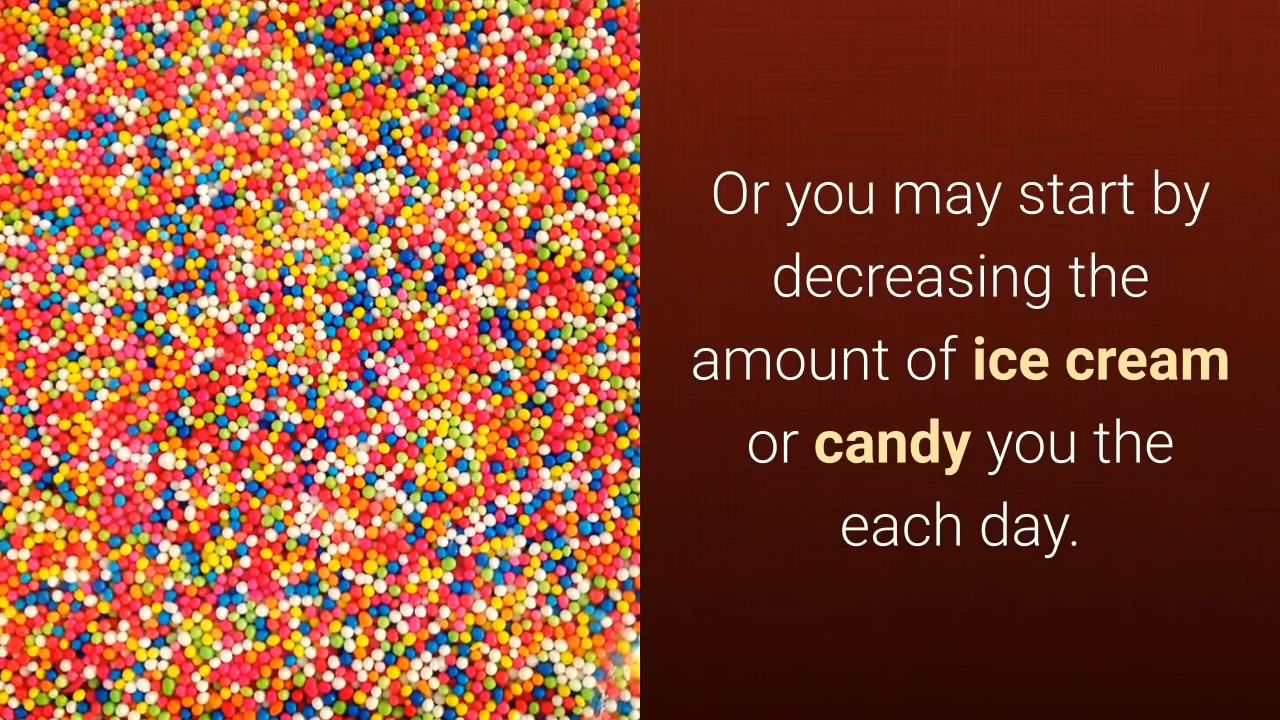 Or you may start by
decreasing the
amount of ice cream
or candy you the
each day.